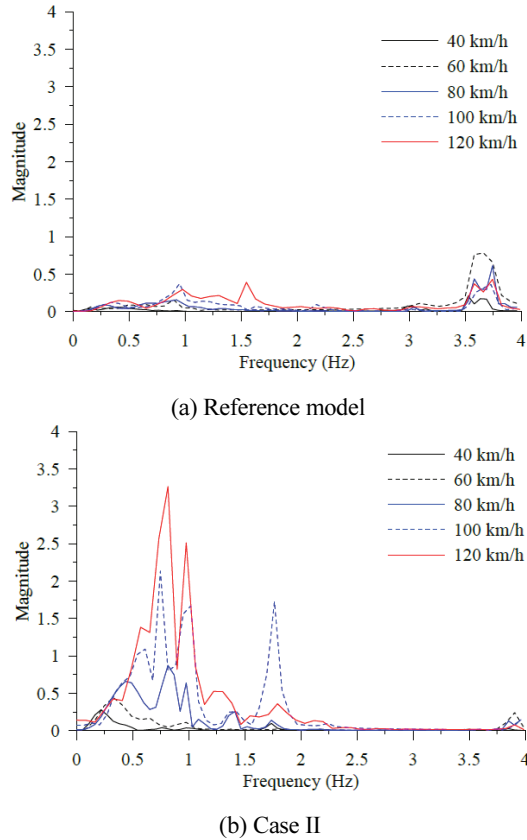 4
3.5
3
2.5
2
1.5
1
0.5
0
Magnitude
40 km/h
60 km/h
80 km/h
100 km/h
120 km/h
0 0.5 1 1.5 2 2.5 3 3.5 4
Frequency (Hz)
(a) Reference model
4
3.5
3
2.5
2
1.5
1
0.5
0
Magnitude
40 km/h
60 km/h
80 km/h
100 km/h
120 km/h
0 0.5 1 1.5 2 2.5 3 3.5 4
Frequency (Hz)
(b) Case II